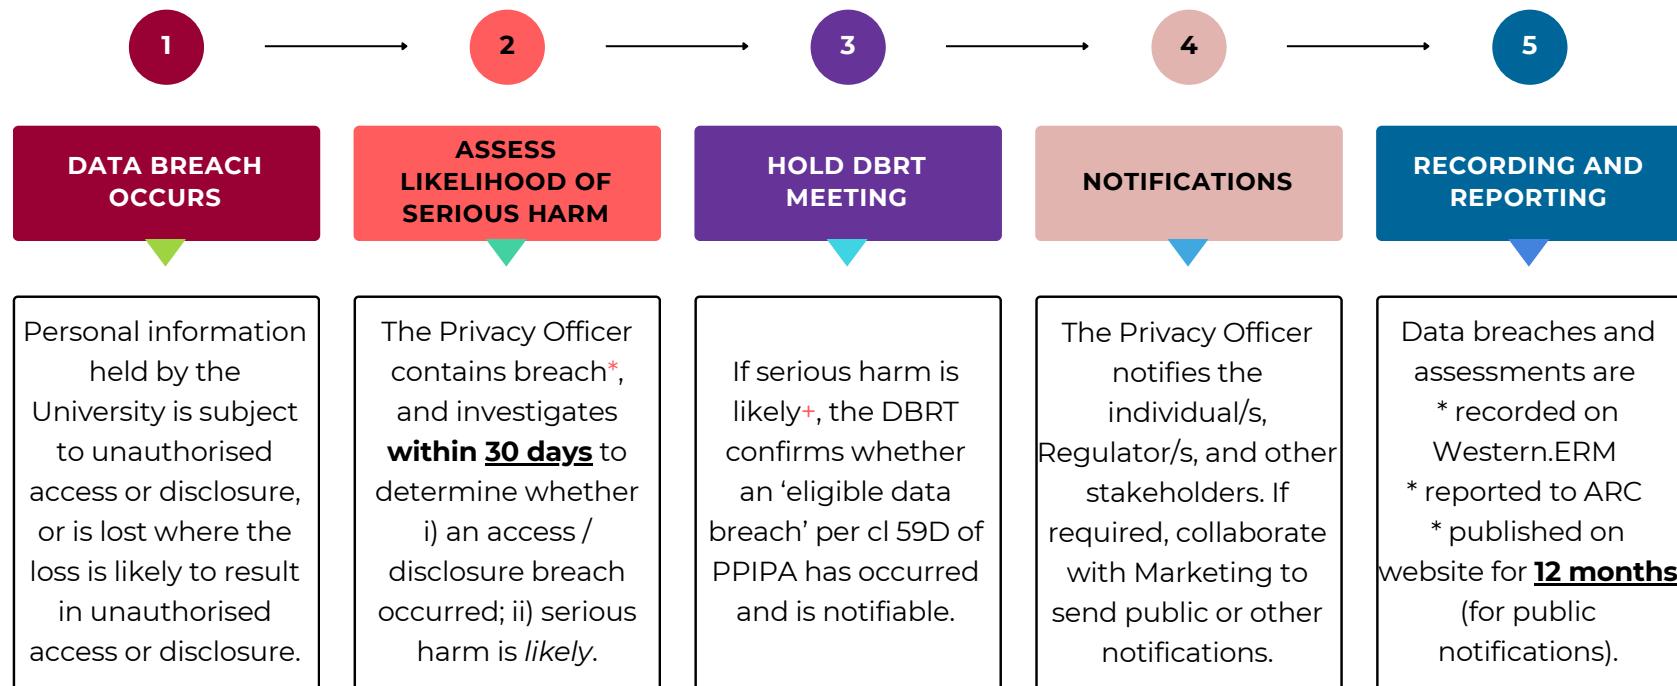 1
2
3
4
5
DATA BREACH
OCCURS
ASSESS
LIKELIHOOD OF
SERIOUS HARM
HOLD DBRT
MEETING
NOTIFICATIONS
RECORDING AND
REPORTING
Personal information
held by the
University is subject
to unauthorised
access or disclosure,
or is lost where the
loss is likely to result
in unauthorised
access or disclosure.
The Privacy Officer
contains breach*,
and investigates
within 30 days to
determine whether
i) an access /
disclosure breach
occurred; ii) serious
harm is likely.
If serious harm is
likely+, the DBRT
confirms whether
an ‘eligible data
breach’ per cl 59D of
PPIPA has occurred
and is notifiable.
The Privacy Officer
notifies the
individual/s,
Regulator/s, and other
stakeholders. If
required, collaborate
with Marketing to
send public or other
notifications.
Data breaches and
assessments are
* recorded on
Western.ERM
* reported to ARC
* published on
website for 12 months
(for public
notifications).